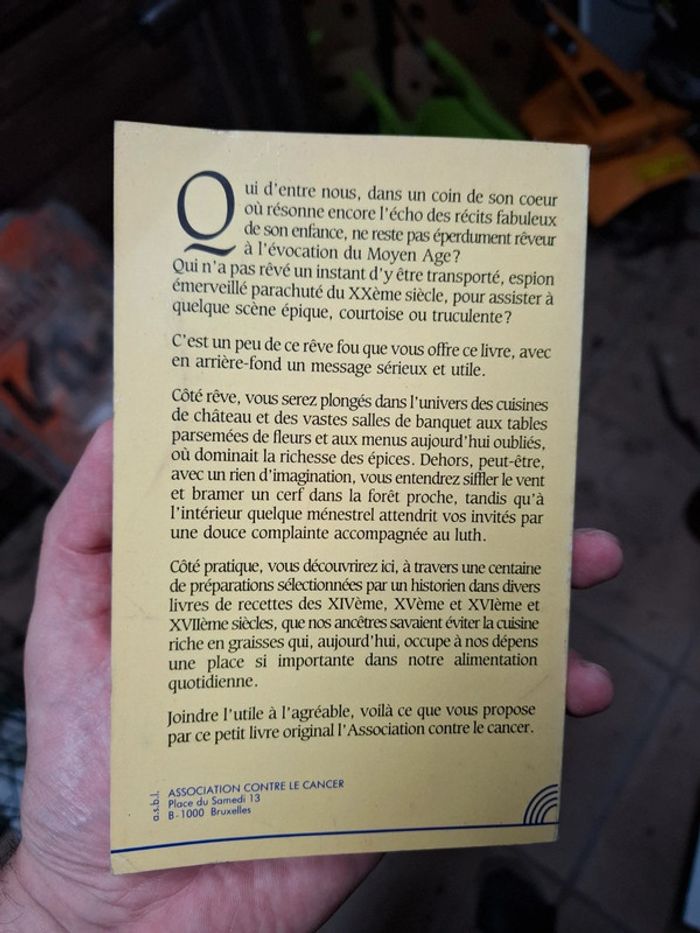 Qui d'entre nous, dans un coin de son coeur
où résonne encore l'écho des récits fabuleux
de son enfance, ne reste pas éperdument rêveur
à l'évocation du Moyen Age?
Qui n'a pas rêvé un instant d'y être transporté, espion
émerveillé parachuté du XXème siècle, pour assister à
quelque scène épique, courtoise ou truculente?
C'est un peu de ce rêve fou que vous offre ce livre, avec
en arrière-fond un message sérieux et utile.
Côté rêve, vous serez plongés dans l'univers des cuisines
de château et des vastes salles de banquet aux tables
parsemées de fleurs et aux menus aujourd'hui oubliés,
où dominait la richesse des épices. Dehors, peut-être,
avec un rien d'imagination, vous entendrez siffler le vent
et bramer un cerf dans la forêt proche, tandis qu'à
l'intérieur quelque ménestrel attendrit vos invités par
une douce complainte accompagnée au luth.
Côté pratique, vous découvrirez ici, à travers une centaine
de préparations sélectionnées par un historien dans divers
livres de recettes des XIVème, XVème et XVIème et
XVIIème siècles, que nos ancêtres savaient éviter la cuisine
riche en graisses qui, aujourd'hui, occupe à nos dépens
une place si importante dans notre alimentation
quotidienne.
Joindre l'utile à l'agréable, voilà ce que vous propose
par ce petit livre original l'Association contre le cancer.
a.s.b.l.
ASSOCIATION CONTRE LE CANCER
Place du Samedi 13
B-1000 Bruxelles